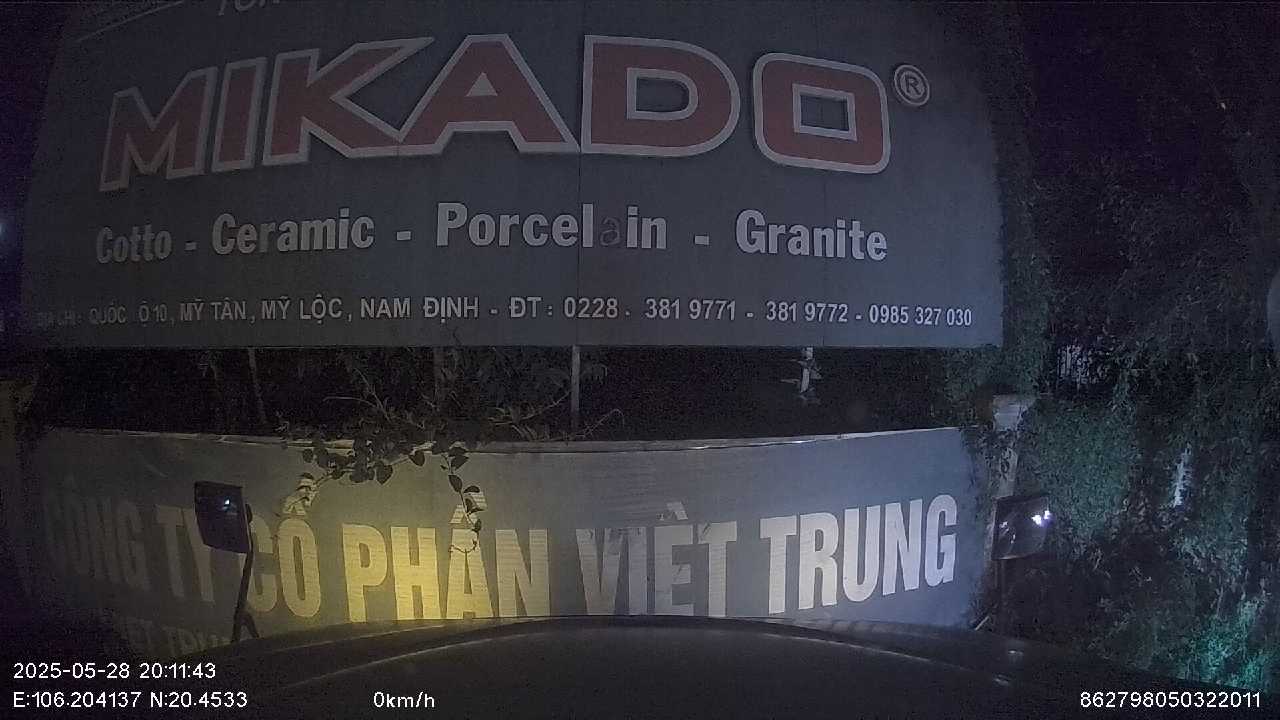 MIKADO®
Cotto - Ceramic - Porcelain - Granite
ĐỊA CHỈ : QUỐC Ộ 10 , MỸ TÂN , MỸ LỘC , NAM ĐỊNH - ĐT : 0228 . 381 9771 - 381 9772 - 0985 327 030
CÔNG TY CỔ PHẦN VIỆT TRUNG
2025-05-28 20:11:43
E:106.204137 N:20.4533 0km/h 862798050322011